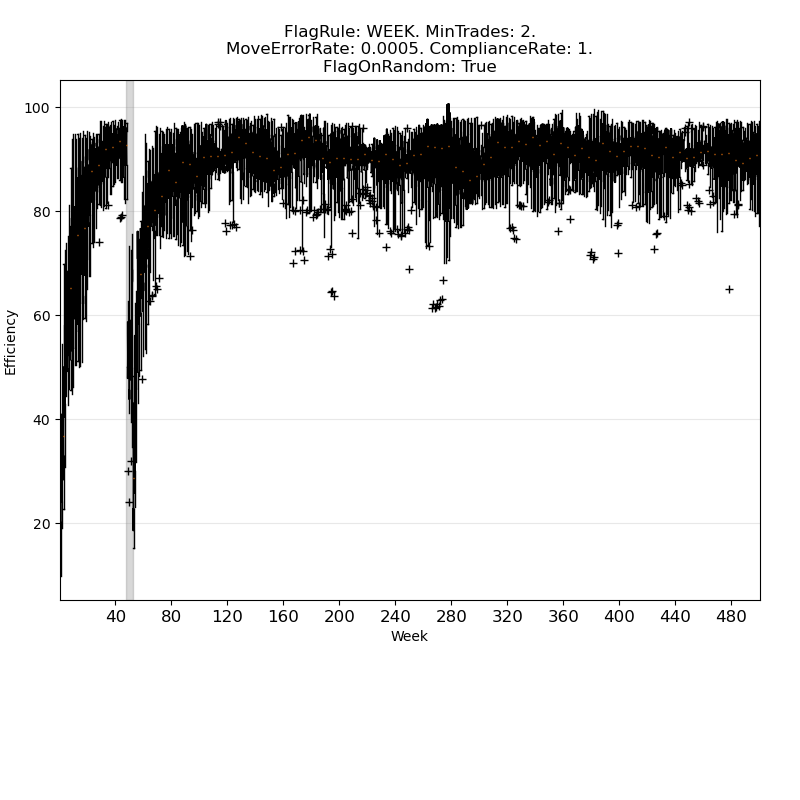 FlagRule: WEEK. MinTrades: 2.
MoveErrorRate: 0.0005. ComplianceRate: 1.
FlagOnRandom: True
100
80
60
40
20
Efficiency
40 80 120 160 200 240 280 320 360 400 440 480
Week